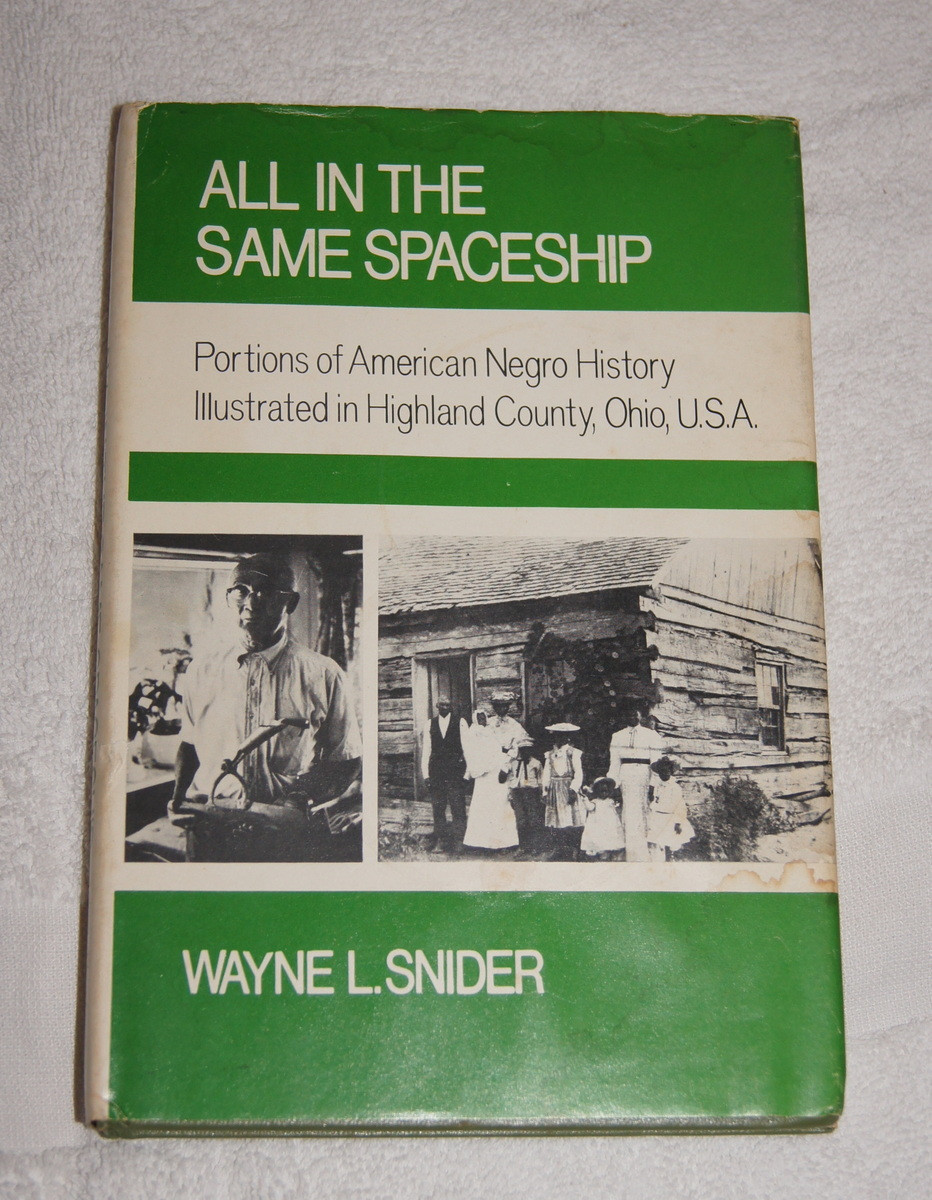 ALL IN THE
SAME SPACESHIP
Portions of American Negro History
Illustrated in Highland County, Ohio, U.S.A.
WAYNE L. SNIDER